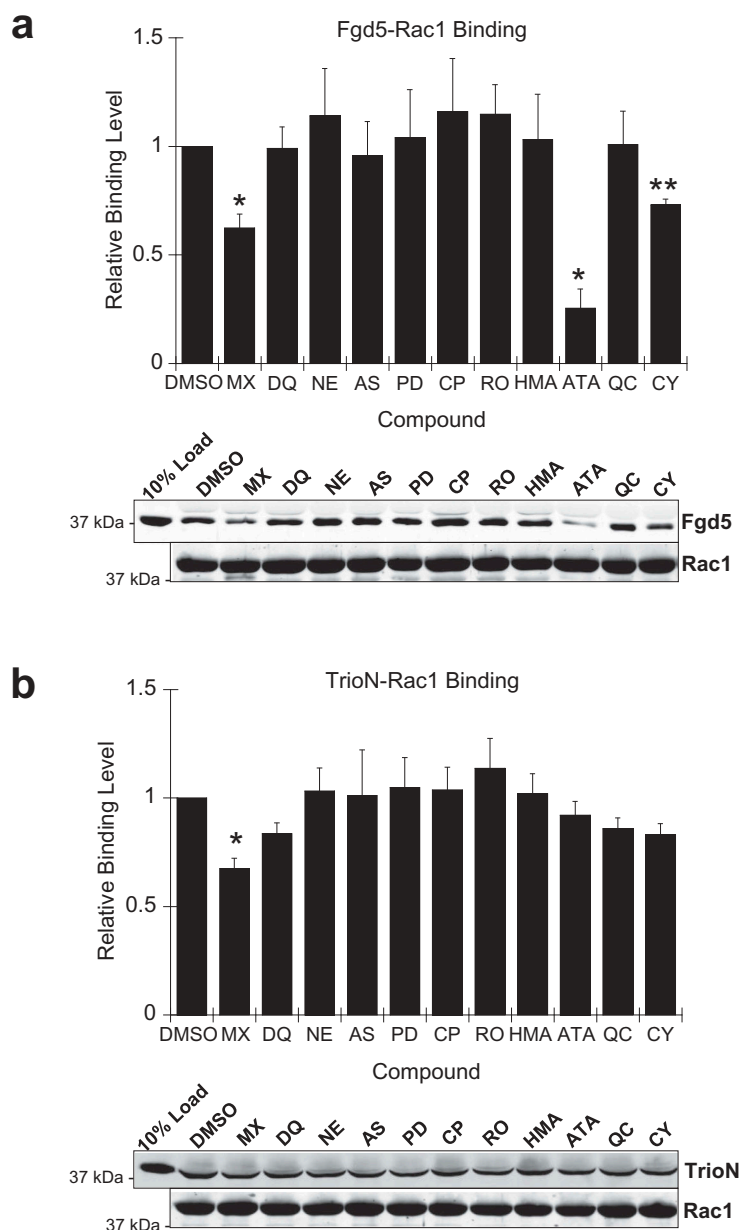 a
Fgd5-Rac1 Binding
1.5
1
0.5
0
Relative Binding Level
*
*
**
DMSO MX DQ NE AS PD CP RO HMA ATA QC CY
Compound
10% Load DMSO MX DQ NE AS PD CP RO HMA ATA QC CY
37 kDa Fgd5
37 kDa Rac1
b
TrioN-Rac1 Binding
1.5
1
0.5
0
Relative Binding Level
*
DMSO MX DQ NE AS PD CP RO HMA ATA QC CY
Compound
10% Load DMSO MX DQ NE AS PD CP RO HMA ATA QC CY
37 kDa TrioN
37 kDa Rac1